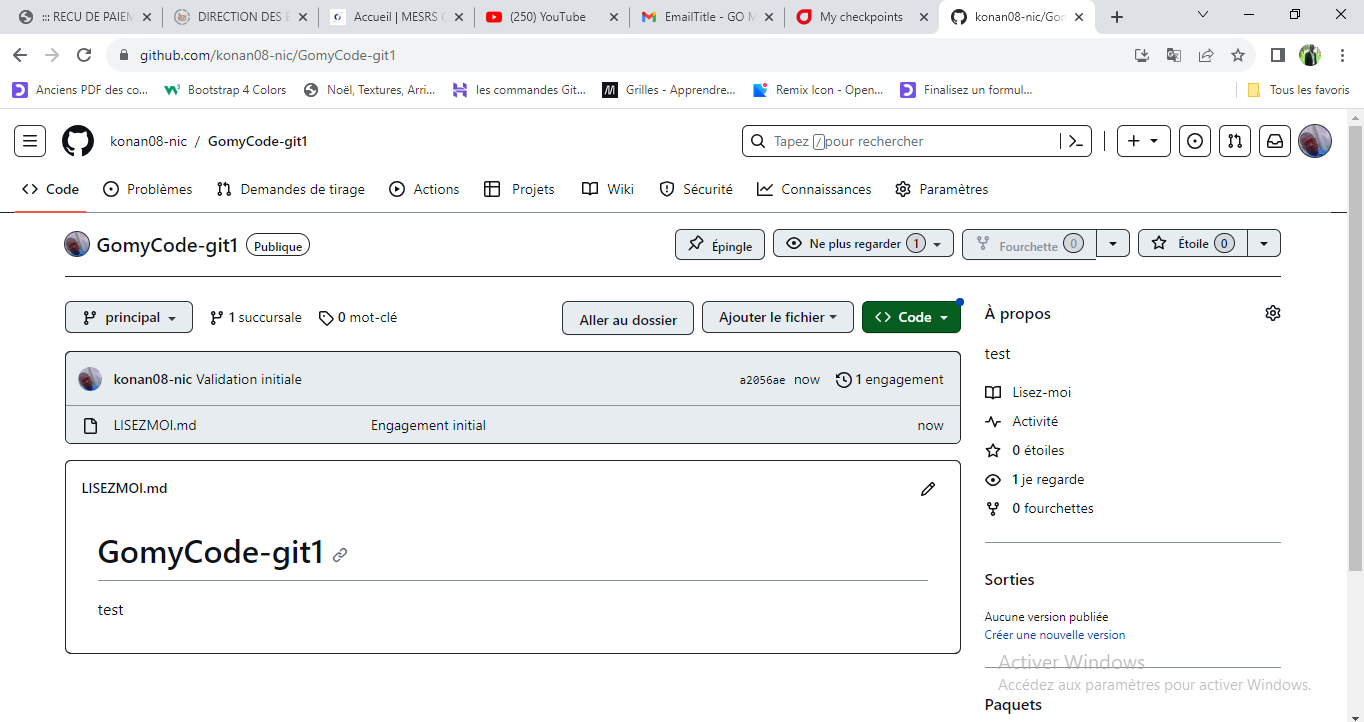 ::: RECU DE PAIEM
DIRECTION DES E
Accueil | MESRS C
(250) YouTube
EmailTitle - GO M
My checkpoints
konan08-nic/Gom
github.com/konan08-nic/GomyCode-git1
Anciens PDF des co...
Bootstrap 4 Colors
Noël, Textures, Arri...
les commandes Git...
Grilles - Apprendre...
Remix Icon - Open...
Finalisez un formul...
Tous les favoris
konan08-nic / GomyCode-git1
Tapez / pour rechercher
Code
Problèmes
Demandes de tirage
Actions
Projets
Wiki
Sécurité
Connaissances
Paramètres
GomyCode-git1 Publique
Épingle
Ne plus regarder 1
Fourchette 0
Étoile 0
principal
1 succursale
0 mot-clé
Aller au dossier
Ajouter le fichier
<> Code
konan08-nic Validation initiale
a2056ae now
1 engagement
LISEZMOI.md
Engagement initial
now
LISEZMOI.md
GomyCode-git1
test
À propos
test
Lisez-moi
Activité
0 étoiles
1 je regarde
0 fourchettes
Sorties
Aucune version publiée
Créer une nouvelle version
Activer Windows
Accédez aux paramètres pour activer Windows.
Paquets